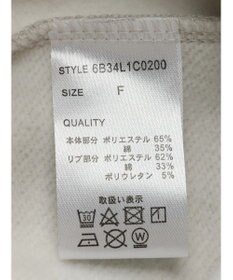 STYLE 6B34L1C0200
SIZE F
QUALITY
本体部分 ポリエステル 65%
綿 35%
リブ部分 ポリエステル 62%
綿 33%
ポリウレタン 5%
取扱い表示